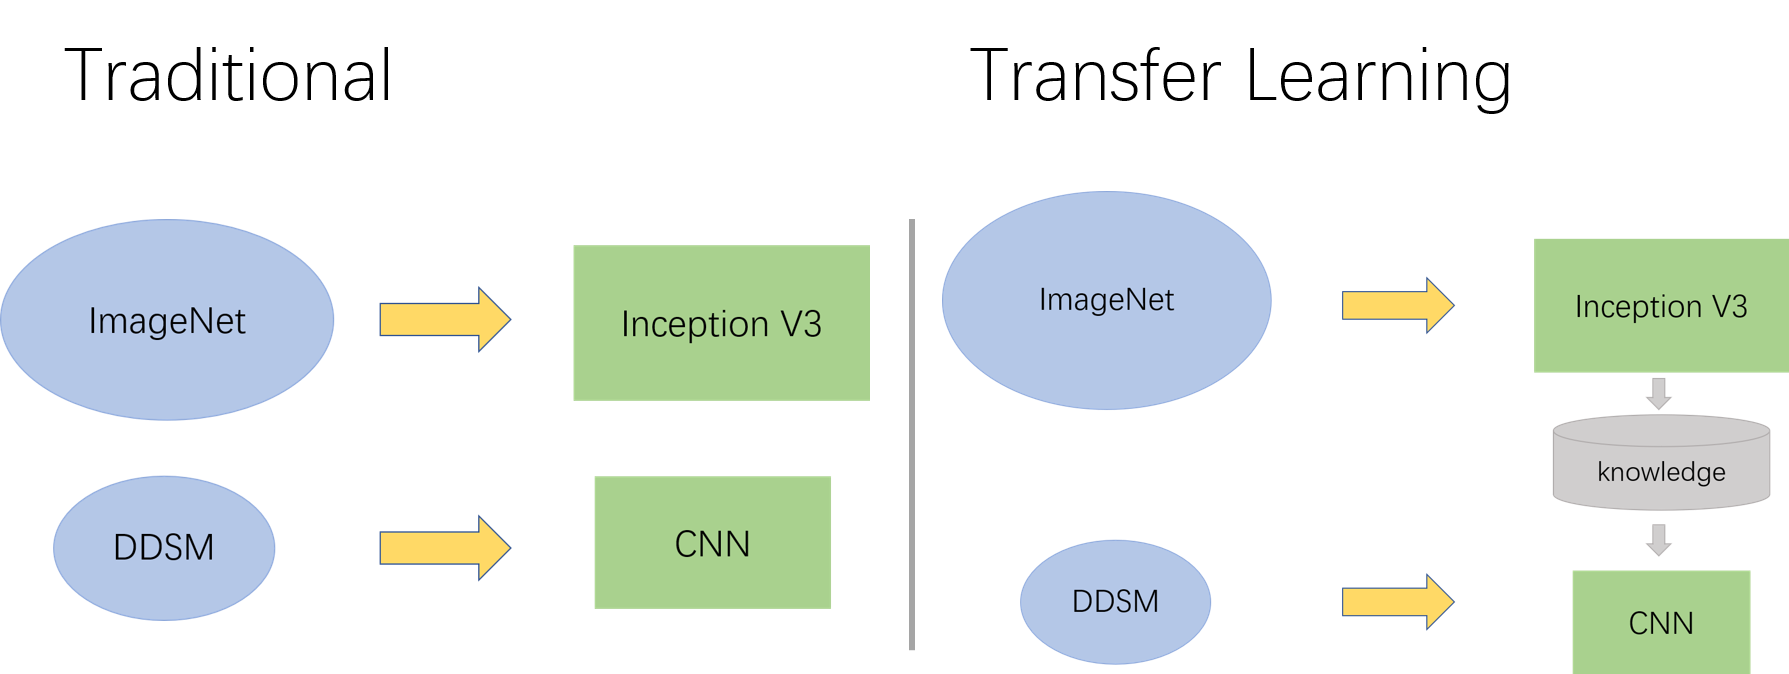 Traditional
ImageNet
Inception V3
DDSM
CNN
Transfer Learning
ImageNet
Inception V3
knowledge
DDSM
CNN